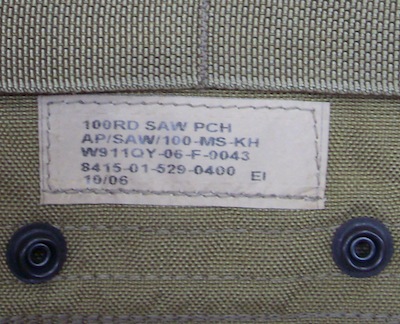 100RD SAW PCH
AP/SAW/100-MS-KH
W911QY-06-F-0043
8415-01-529-0400 EI
10/06